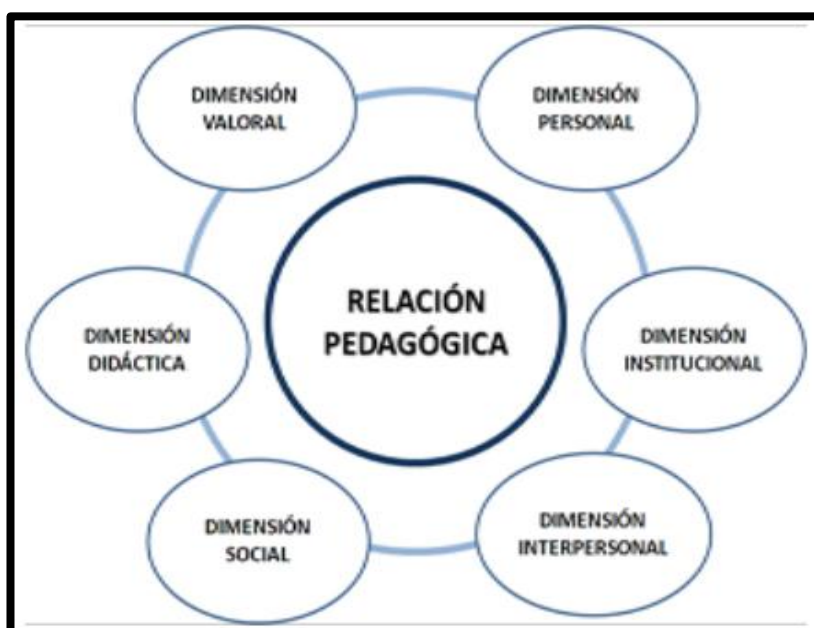 DIMENSIÓN
VALORAL
DIMENSIÓN
PERSONAL
DIMENSIÓN
DIDÁCTICA
RELACIÓN
PEDAGÓGICA
DIMENSIÓN
INSTITUCIONAL
DIMENSIÓN
SOCIAL
DIMENSIÓN
INTERPERSONAL